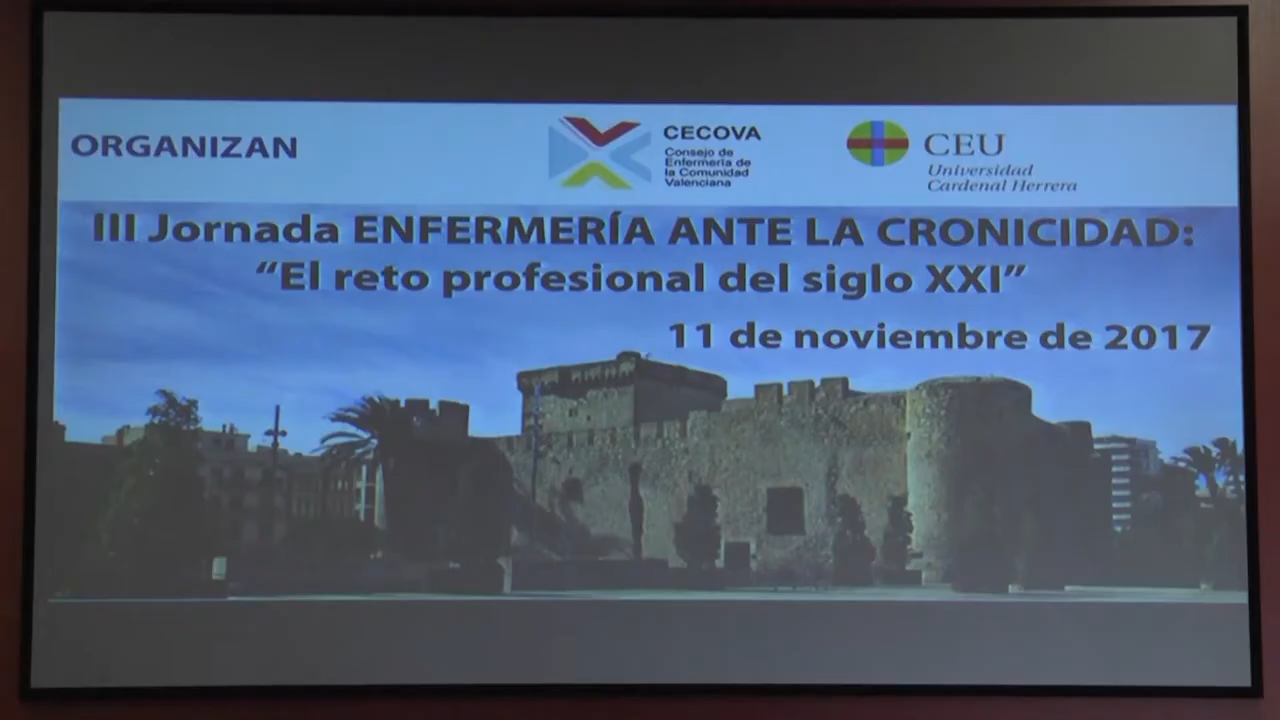 ORGANIZAN
CECOVA
Consejo de
Enfermería de
la Comunidad
Valenciana
CEU
Universidad
Cardenal Herrera
III Jornada ENFERMERÍA ANTE LA CRONICIDAD:
“El reto profesional del siglo XXI”
11 de noviembre de 2017